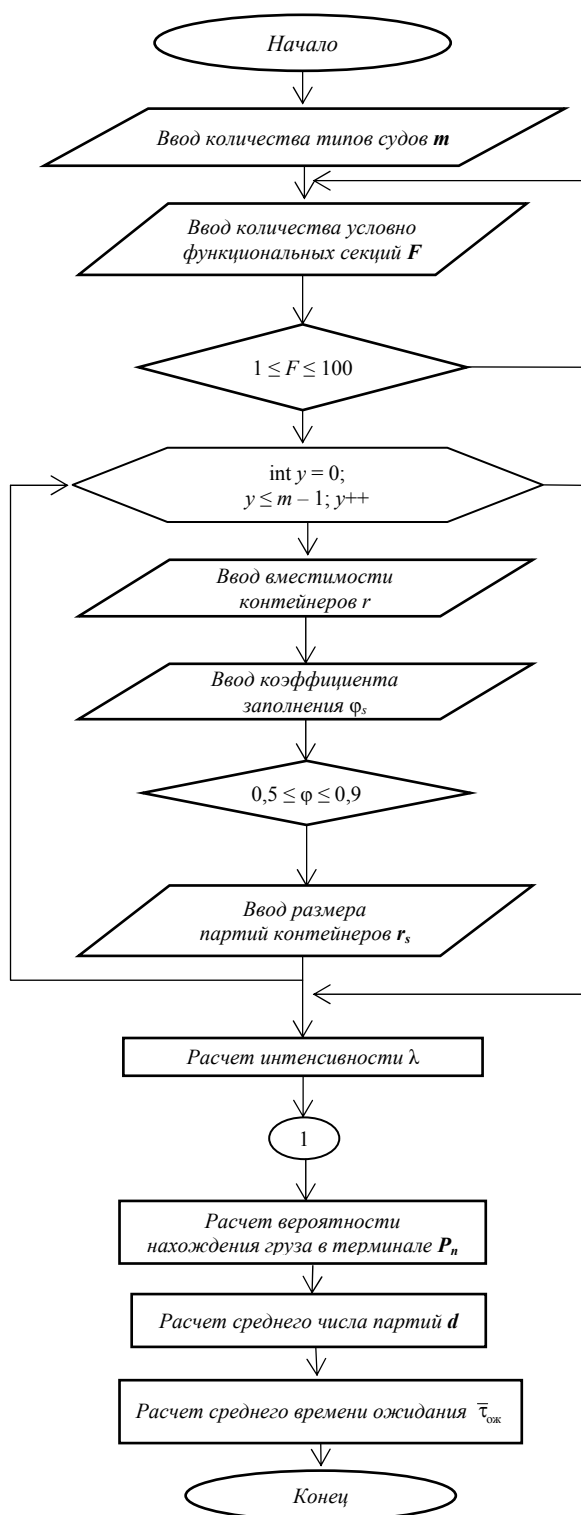 Начало
Ввод количества типов судов m
Ввод количества условно
функциональных секций F
1 ≤ F ≤ 100
int y = 0;
y ≤ m – 1; y++
Ввод вместимости
контейнеров r
Ввод коэффициента
заполнения φₛ
0,5 ≤ φ ≤ 0,9
Ввод размера
партий контейнеров rₛ
Расчет интенсивности λ
1
Расчет вероятности
нахождения груза в терминале Pₙ
Расчет среднего числа партий d
Расчет среднего времени ожидания τ̅ож
Конец